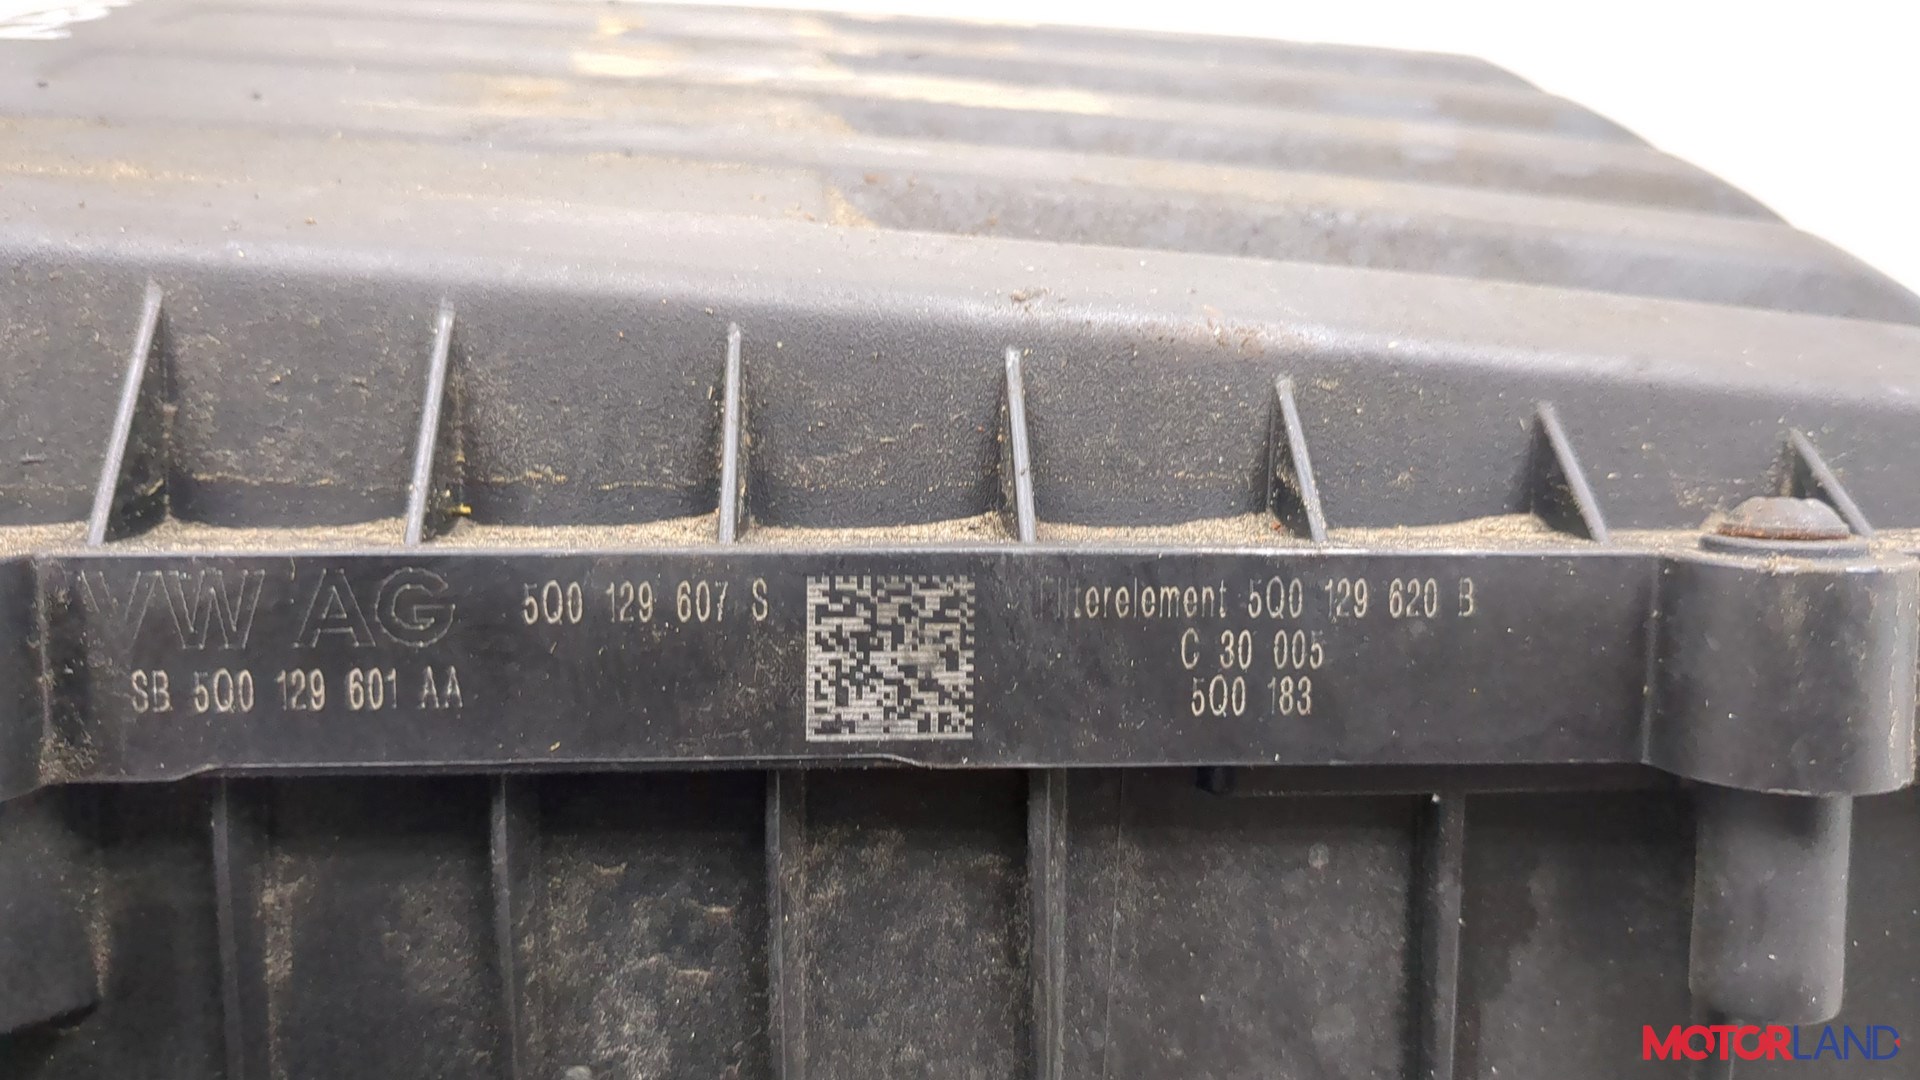 VW AG
5Q0 129 607 S
SB 5Q0 129 601 AA
Filterelement 5Q0 129 620 B
C 30 005
5Q0 183
MOTORLAND